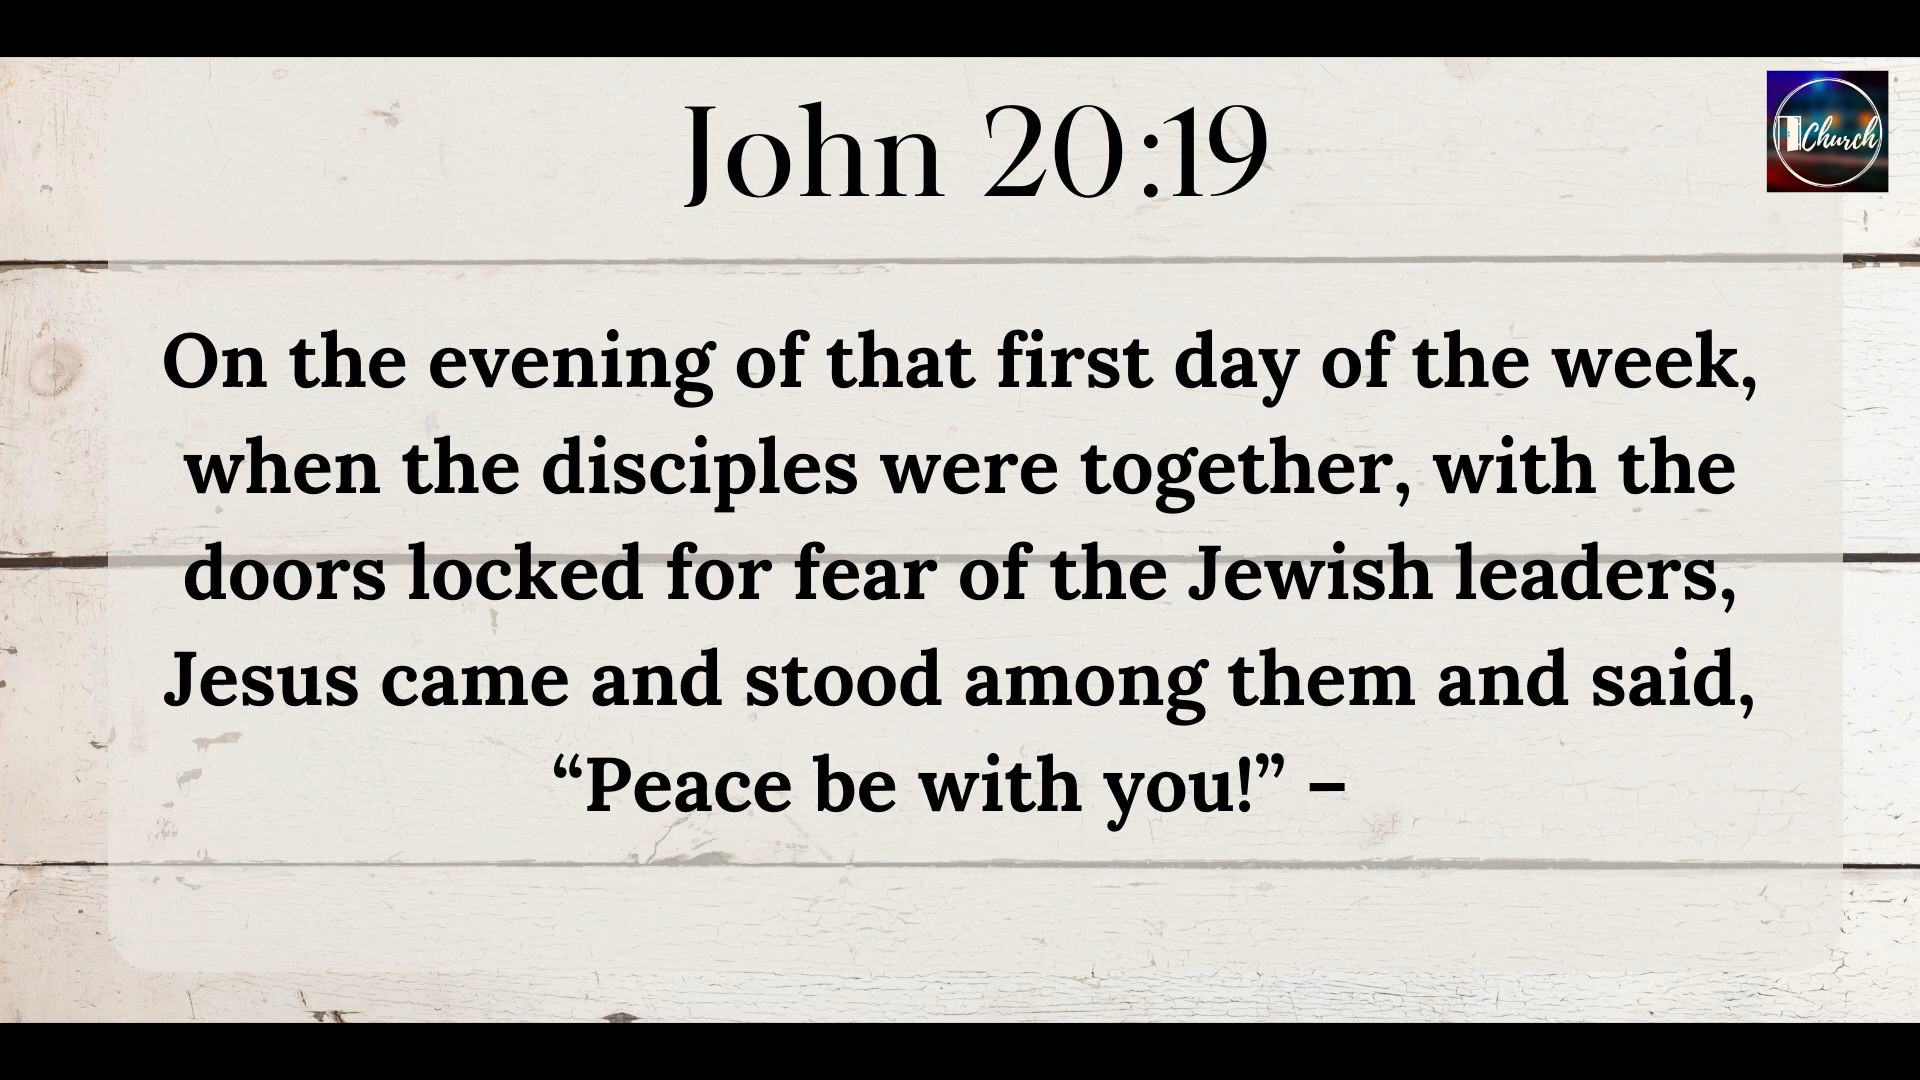 John 20:19
Church
On the evening of that first day of the week,
when the disciples were together, with the
doors locked for fear of the Jewish leaders,
Jesus came and stood among them and said,
“Peace be with you!” –